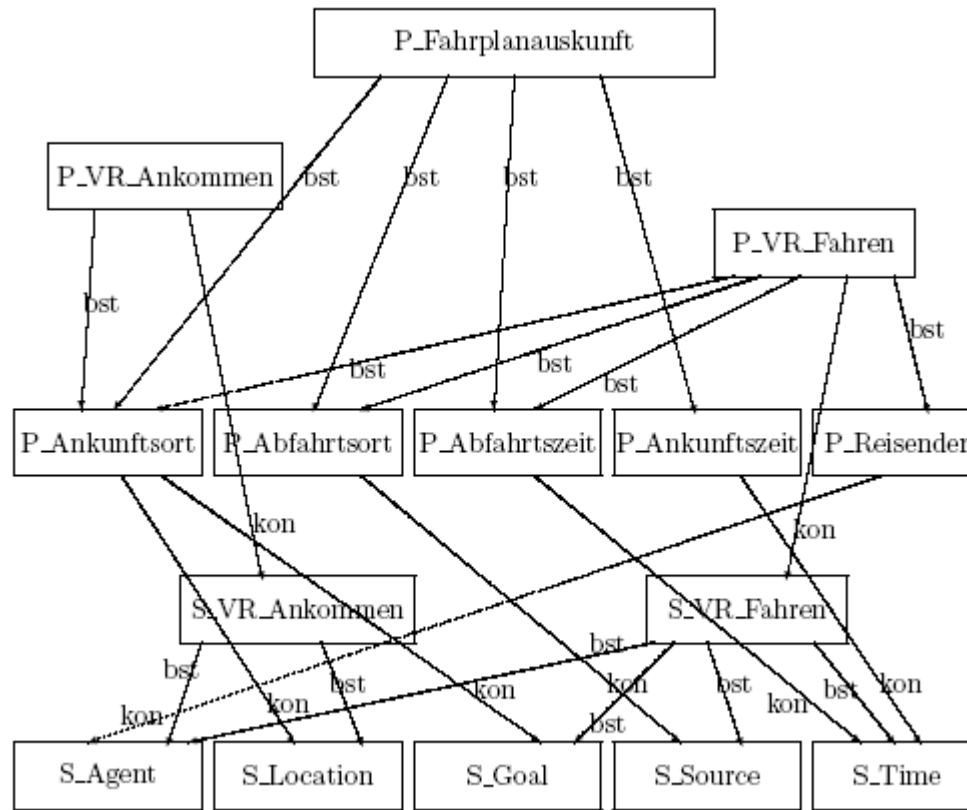 P_Fahrplanauskunft
P_VR_Ankommen
bst
bst
bst
bst
P_VR_Fahren
bst
bst
bst
bst
bst
P_Ankunftsort
P_Abfahrtsort
P_Abfahrtszeit
P_Ankunftszeit
P_Reisender
kon
kon
S_VR_Ankommen
S_VR_Fahren
bst
bst
bst
bst
bst
kon
kon
kon
kon
kon
kon
bst
S_Agent
S_Location
S_Goal
S_Source
S_Time